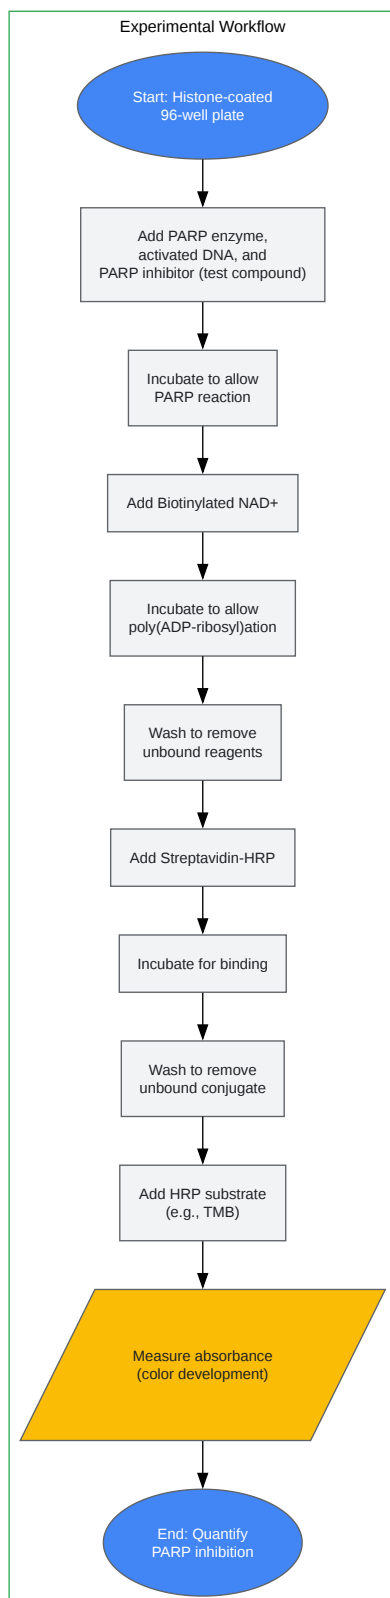 Experimental Workflow
Start: Histone-coated
96-well plate
Add PARP enzyme,
activated DNA, and
PARP inhibitor (test compound)
Incubate to allow
PARP reaction
Add Biotinylated NAD+
Incubate to allow
poly(ADP-ribosyl)ation
Wash to remove
unbound reagents
Add Streptavidin-HRP
Incubate for binding
Wash to remove
unbound conjugate
Add HRP substrate
(e.g., TMB)
Measure absorbance
(color development)
End: Quantify
PARP inhibition